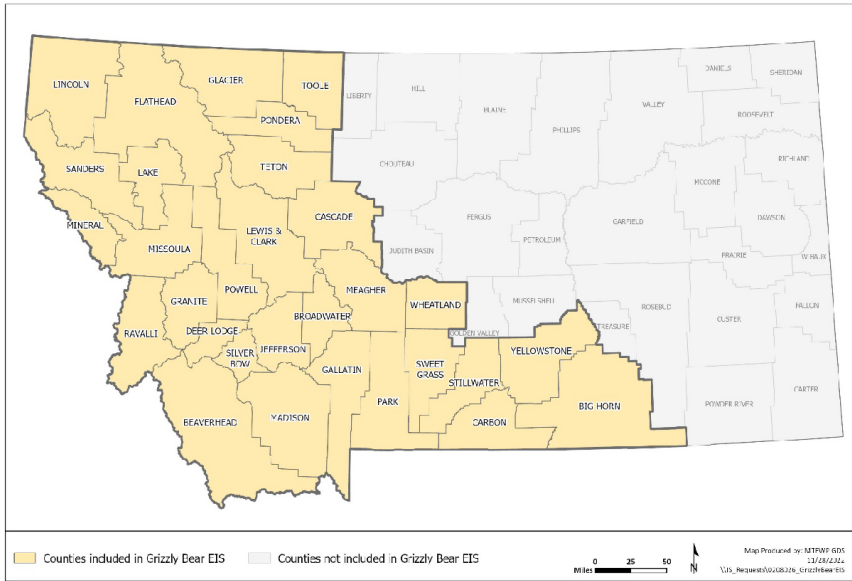 DANIELS
SHERIDAN
LINCOLN
GLACIER
TOOLE
LIBERTY
HILL
FLATHEAD
BLAINE
PHILLIPS
VALLEY
ROOSEVELT
PONDERA
SANDERS
LAKE
TETON
CHOUTEAU
RICHLAND
MCCONE
CASCADE
FERGUS
GARFIELD
DAWSON
MINERAL
LEWIS &
CLARK
PETROLEUM
MISSOULA
JUDITH BASIN
PRAIRIE
WIBAUX
POWELL
MEAGHER
GRANITE
WHEATLAND
MUSSELSHELL
ROSEBUD
FALLON
BROADWATER
CUSTER
RAVALLI
DEER LODGE
GOLDEN VALLEY
TREASURE
JEFFERSON
SILVER
BOW
YELLOWSTONE
GALLATIN
SWEET
GRASS
STILLWATER
PARK
BIG HORN
CARTER
POWDER RIVER
BEAVERHEAD
MADISON
CARBON
Counties included in Grizzly Bear EIS
Counties not included in Grizzly Bear EIS
0 25 50
Miles
N
Map Produced by: MTFWP GDS
11/28/2022